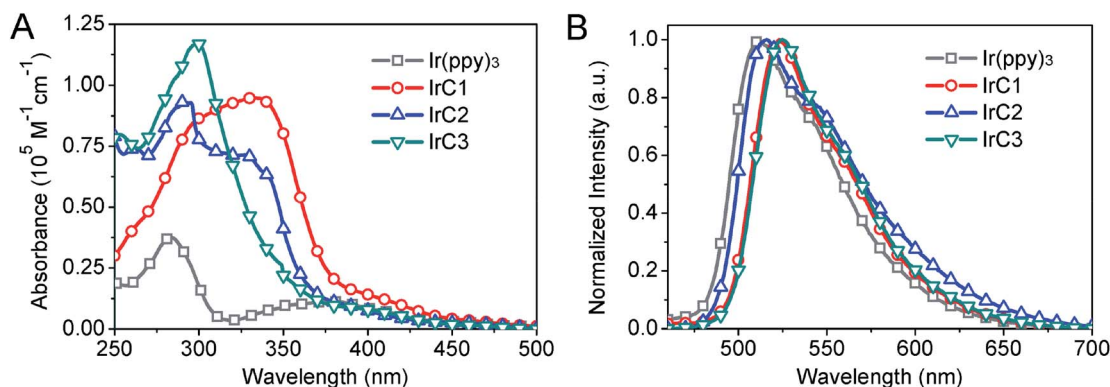 A
Absorbance (10⁵ M⁻¹ cm⁻¹)
1.25
1.00
0.75
0.50
0.25
0.00
Ir(ppy)₃
IrC1
IrC2
IrC3
250 300 350 400 450 500
Wavelength (nm)
B
Normalized Intensity (a.u.)
1.0
0.8
0.6
0.4
0.2
0.0
Ir(ppy)₃
IrC1
IrC2
IrC3
500 550 600 650 700
Wavelength (nm)